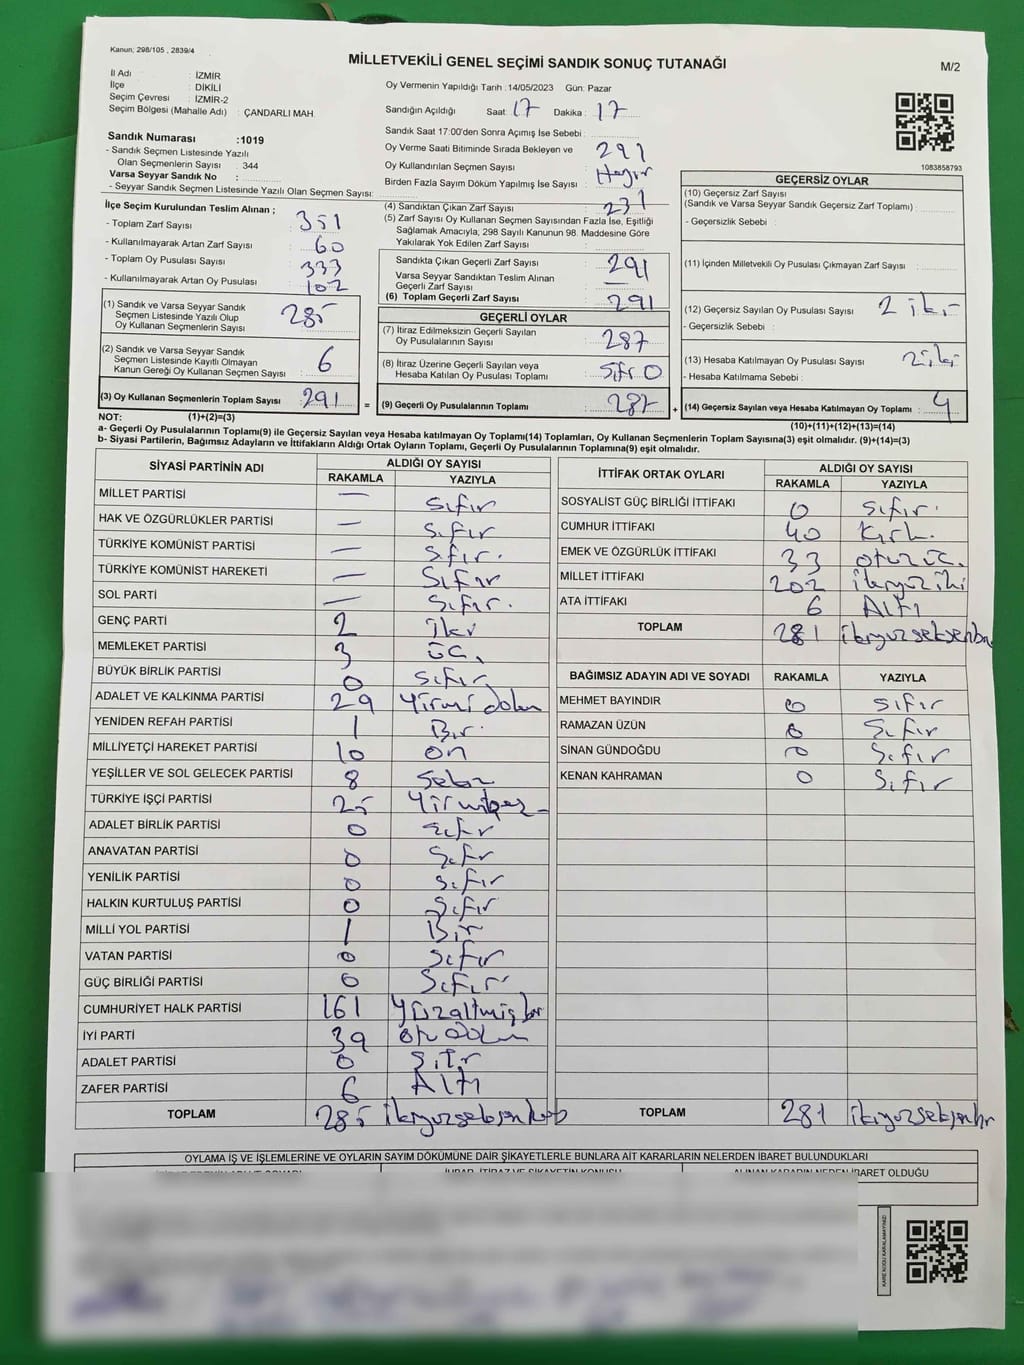 Kanun; 298/105 , 2839/4
MİLLETVEKİLİ GENEL SEÇİMİ SANDIK SONUÇ TUTANAĞI
M/2
İl Adı : İZMİR
İlçe : DİKİLİ
Seçim Çevresi : İZMİR-2
Seçim Bölgesi (Mahalle Adı) : ÇANDARLI MAH.
Sandık Numarası :1019
- Sandık Seçmen Listesinde Yazılı
Olan Seçmenlerin Sayısı : 344
Varsa Seyyar Sandık No :
- Seyyar Sandık Seçmen Listesinde Yazılı Olan Seçmen Sayısı:
Oy Vermenin Yapıldığı Tarih : 14/05/2023 Gün: Pazar
Sandığın Açıldığı Saat: 17 Dakika : 17
Sandık Saat 17:00'den Sonra Açımış İse Sebebi :
Oy Verme Saati Bitiminde Sırada Bekleyen ve
Oy Kullandırılan Seçmen Sayısı : 291
Birden Fazla Sayım Döküm Yapılmış İse Sayısı : Hayır
1083858793
İlçe Seçim Kurulundan Teslim Alınan ;
- Toplam Zarf Sayısı : 351
- Kullanılmayarak Artan Zarf Sayısı : 60
- Toplam Oy Pusulası Sayısı : 333
- Kullanılmayarak Artan Oy Pusulası : 102
(1) Sandık ve Varsa Seyyar Sandık
Seçmen Listesinde Yazılı Olup
Oy Kullanan Seçmenlerin Sayısı : 285
(2) Sandık ve Varsa Seyyar Sandık
Seçmen Listesinde Kayıtlı Olmayan
Kanun Gereği Oy Kullanan Seçmen Sayısı : 6
(3) Oy Kullanan Seçmenlerin Toplam Sayısı : 291 =
(4) Sandıktan Çıkan Zarf Sayısı : 231
(5) Zarf Sayısı Oy Kullanan Seçmen Sayısından Fazla İse, Eşitliği
Sağlamak Amacıyla; 298 Sayılı Kanunun 98. Maddesine Göre
Yakılarak Yok Edilen Zarf Sayısı :
Sandıkta Çıkan Geçerli Zarf Sayısı : 291
Varsa Seyyar Sandıktan Teslim Alınan
Geçerli Zarf Sayısı : —
(6) Toplam Geçerli Zarf Sayısı : 291
GEÇERLİ OYLAR
(7) İtiraz Edilmeksizin Geçerli Sayılan
Oy Pusulalarının Sayısı : 287
(8) İtiraz Üzerine Geçerli Sayılan veya
Hesaba Katılan Oy Pusulası Toplamı : Sıfır 0
(9) Geçerli Oy Pusulalarının Toplamı : 287 +
GEÇERSİZ OYLAR
(10) Geçersiz Zarf Sayısı
(Sandık ve Varsa Seyyar Sandık Geçersiz Zarf Toplamı) :
- Geçersizlik Sebebi :
(11) İçinden Milletvekili Oy Pusulası Çıkmayan Zarf Sayısı :
(12) Geçersiz Sayılan Oy Pusulası Sayısı : 2 iki
- Geçersizlik Sebebi :
(13) Hesaba Katılmayan Oy Pusulası Sayısı : 2 iki
- Hesaba Katılmama Sebebi :
(14) Geçersiz Sayılan veya Hesaba Katılmayan Oy Toplamı : 4
NOT: (1)+(2)=(3) (10)+(11)+(12)+(13)=(14)
a- Geçerli Oy Pusulalarının Toplamı(9) ile Geçersiz Sayılan veya Hesaba katılmayan Oy Toplamı(14) Toplamları, Oy Kullanan Seçmenlerin Toplam Sayısına(3) eşit olmalıdır. (9)+(14)=(3)
b- Siyasi Partilerin, Bağımsız Adayların ve İttifakların Aldığı Ortak Oyların Toplamı, Geçerli Oy Pusulalarının Toplamına(9) eşit olmalıdır.
SİYASİ PARTİNİN ADI ALDIĞI OY SAYISI
RAKAMLA YAZIYLA
MİLLET PARTİSİ — sıfır
HAK VE ÖZGÜRLÜKLER PARTİSİ — sıfır
TÜRKİYE KOMÜNİST PARTİSİ — sıfır.
TÜRKİYE KOMÜNİST HAREKETİ — Sıfır
SOL PARTİ — Sıfır.
GENÇ PARTİ 2 iki
MEMLEKET PARTİSİ 3 üç
BÜYÜK BİRLİK PARTİSİ 0 sıfır
ADALET VE KALKINMA PARTİSİ 29 Yirmi dokuz
YENİDEN REFAH PARTİSİ 1 Bir
MİLLİYETÇİ HAREKET PARTİSİ 10 on
YEŞİLLER VE SOL GELECEK PARTİSİ 8 Sekiz
TÜRKİYE İŞÇİ PARTİSİ 25 Yirmibeş
ADALET BİRLİK PARTİSİ 0 sıfır
ANAVATAN PARTİSİ 0 Sıfır
YENİLİK PARTİSİ 0 sıfır
HALKIN KURTULUŞ PARTİSİ 0 Sıfır
MİLLİ YOL PARTİSİ 1 Bir
VATAN PARTİSİ 0 sıfır
GÜÇ BİRLİĞİ PARTİSİ 0 Sıfır
CUMHURİYET HALK PARTİSİ 161 Yüzaltmışbir
İYİ PARTİ 39 otuzdokuz
ADALET PARTİSİ 0 Sıfır
ZAFER PARTİSİ 6 Altı
TOPLAM 285 ikiyüzseksenbeş
İTTİFAK ORTAK OYLARI ALDIĞI OY SAYISI
RAKAMLA YAZIYLA
SOSYALİST GÜÇ BİRLİĞİ İTTİFAKI 0 sıfır.
CUMHUR İTTİFAKI 40 Kırk.
EMEK VE ÖZGÜRLÜK İTTİFAKI 33 otuzüç.
MİLLET İTTİFAKI 202 ikiyüziki
ATA İTTİFAKI 6 Altı
TOPLAM 281 ikiyüzseksenbir
BAĞIMSIZ ADAYIN ADI VE SOYADI RAKAMLA YAZIYLA
MEHMET BAYINDIR 0 sıfır
RAMAZAN ÜZÜN 0 Sıfır
SİNAN GÜNDOĞDU 0 Sıfır
KENAN KAHRAMAN 0 Sıfır
TOPLAM 281 ikiyüzseksenbir
OYLAMA İŞ VE İŞLEMLERİNE VE OYLARIN SAYIM DÖKÜMÜNE DAİR ŞİKAYETLERLE BUNLARA AİT KARARLARIN NELERDEN İBARET BULUNDUKLARI
İHBAR, İTİRAZ VE ŞİKAYETİN KONUSU ALINAN KARARIN NEDEN İBARET OLDUĞU
KARE KODU KARALAMAYINIZ!